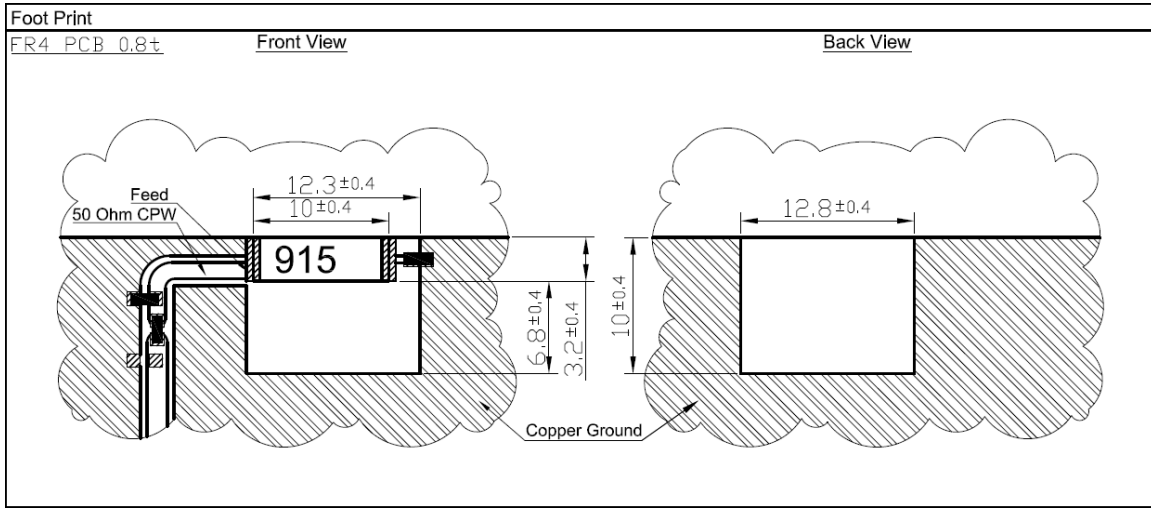 Foot Print
FR4 PCB 0.8t
Front View
Back View
12.3±0.4
10±0.4
12.8±0.4
Feed
50 Ohm CPW
915
6.8±0.4
3.2±0.4
10±0.4
Copper Ground